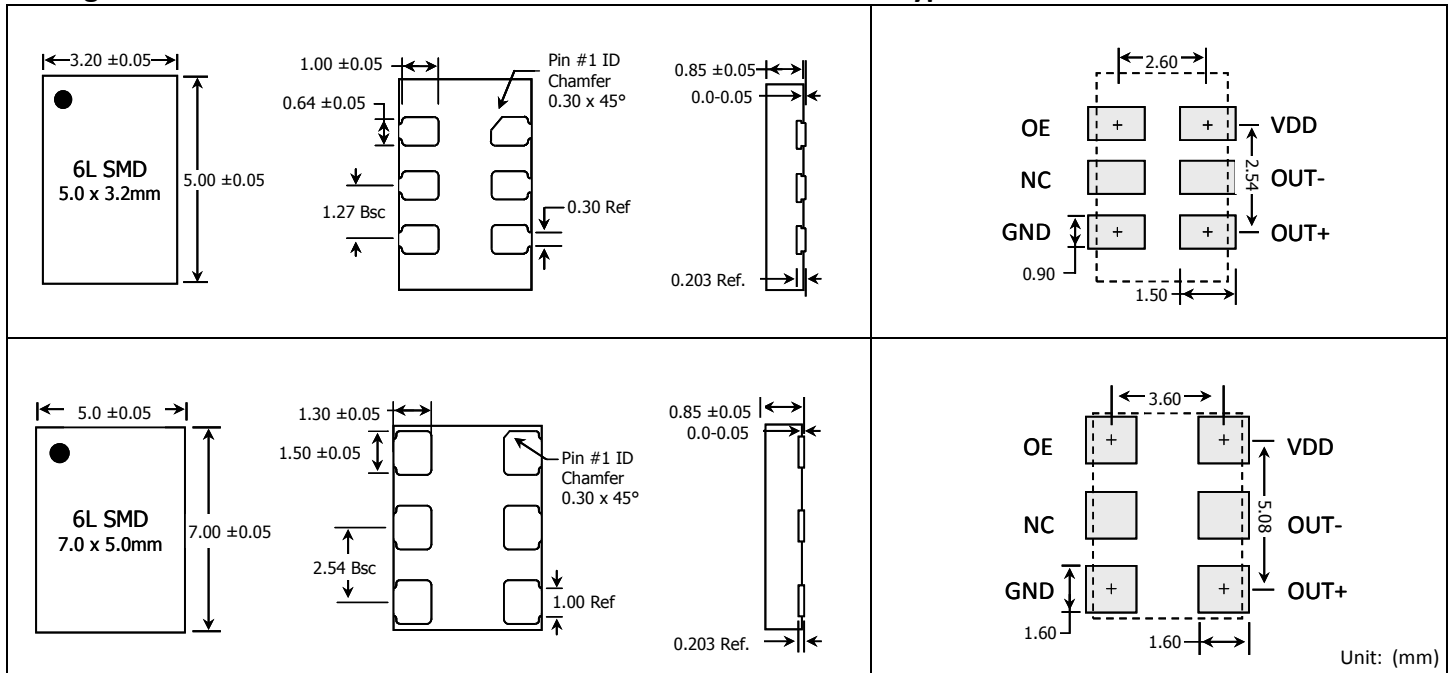 3.20 ±0.05
6L SMD
5.0 x 3.2mm
5.00 ±0.05
1.00 ±0.05
0.64 ±0.05
1.27 Bsc
Pin #1 ID
Chamfer
0.30 x 45°
0.30 Ref
0.85 ±0.05
0.0-0.05
0.203 Ref.
2.60
OE
VDD
NC
2.54
OUT-
GND
OUT+
0.90
1.50
5.0 ±0.05
6L SMD
7.0 x 5.0mm
7.00 ±0.05
1.30 ±0.05
1.50 ±0.05
2.54 Bsc
Pin #1 ID
Chamfer
0.30 x 45°
1.00 Ref
0.85 ±0.05
0.0-0.05
0.203 Ref.
3.60
OE
VDD
NC
5.08
OUT-
GND
OUT+
1.60
1.60
Unit: (mm)